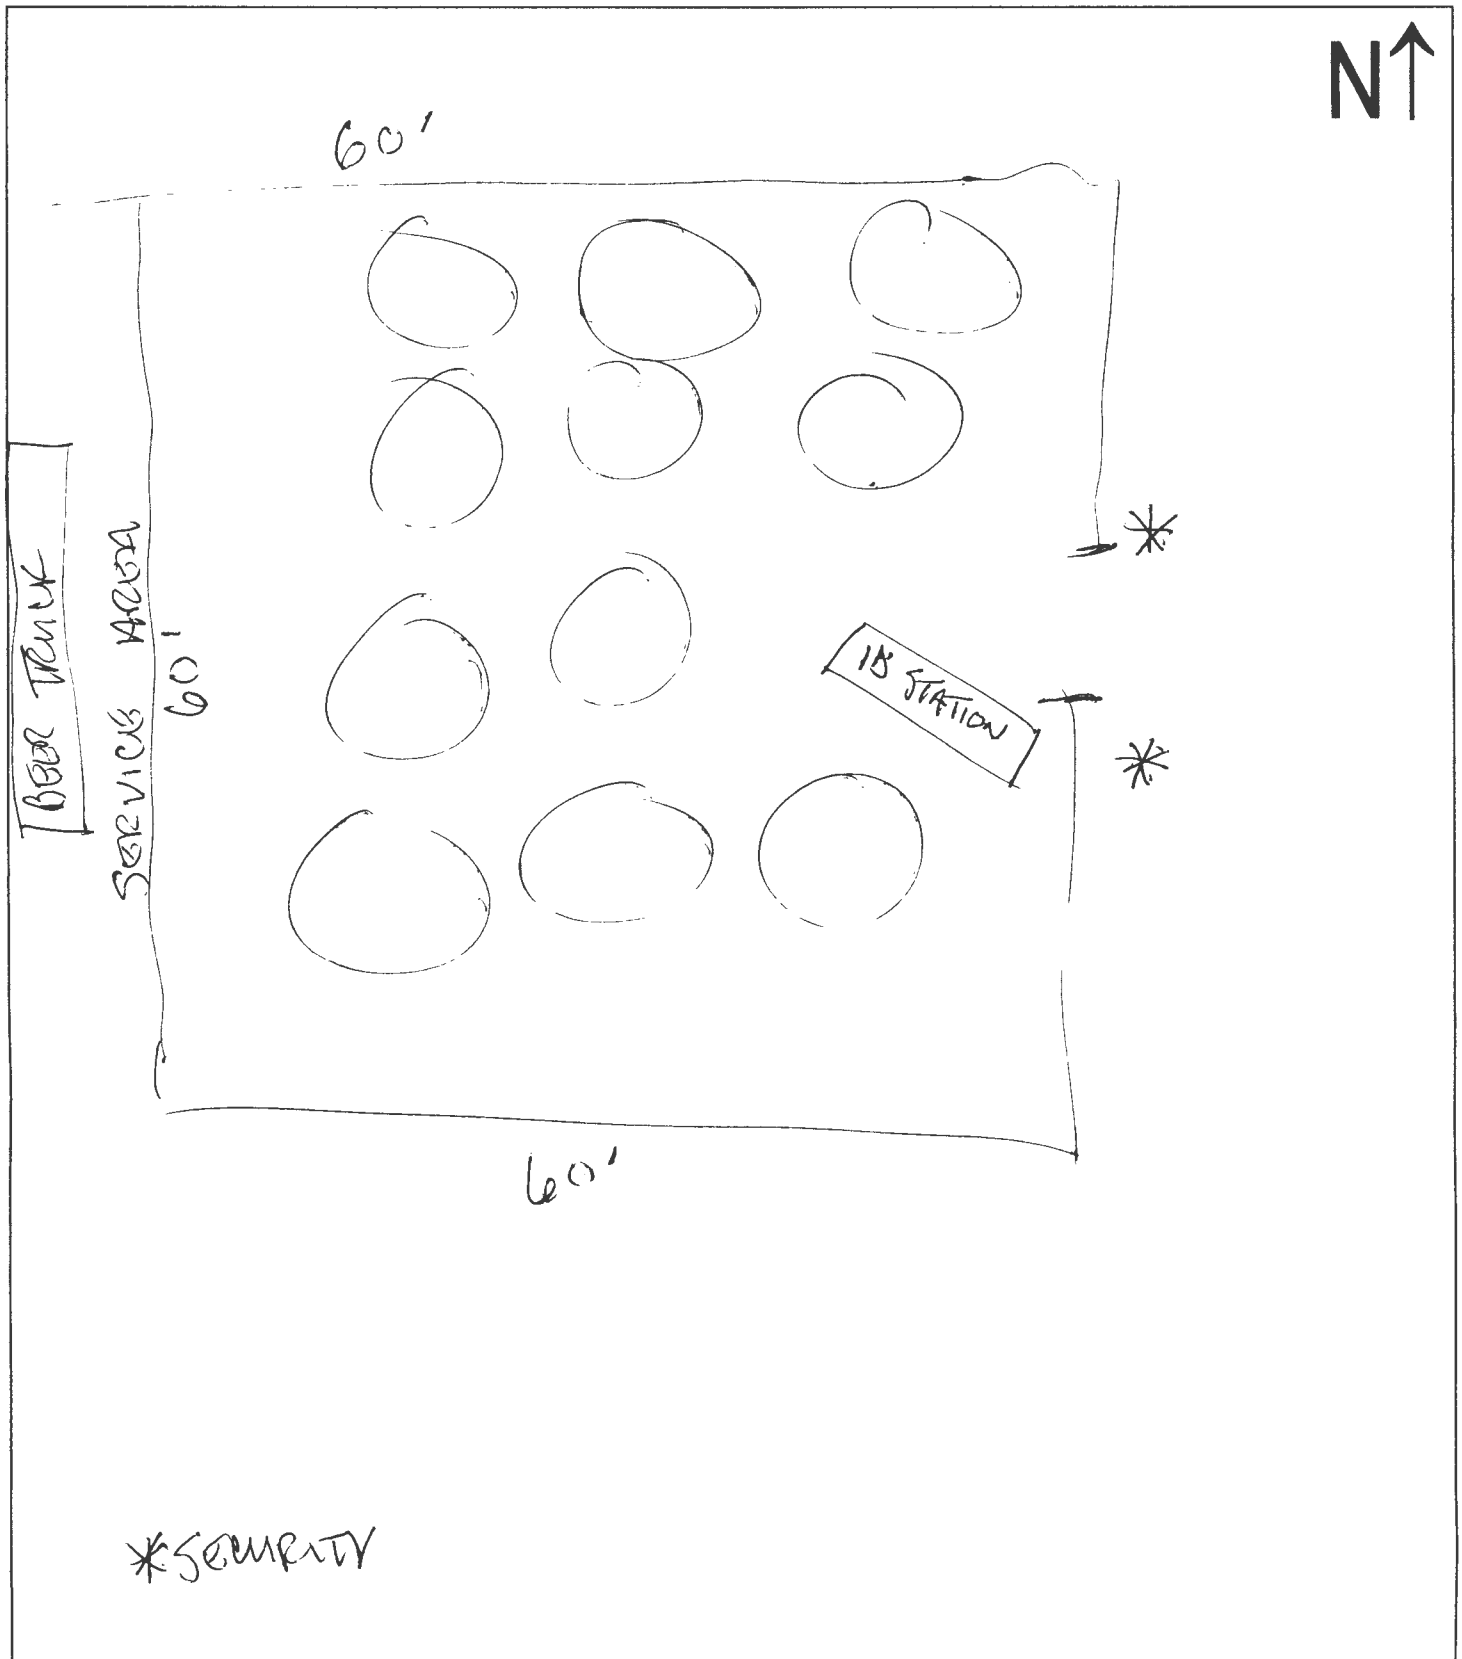 N
60'
BEER TRUCK
SERVICE AREA
60'
ID STATION
*
*
60'
*SECURITY